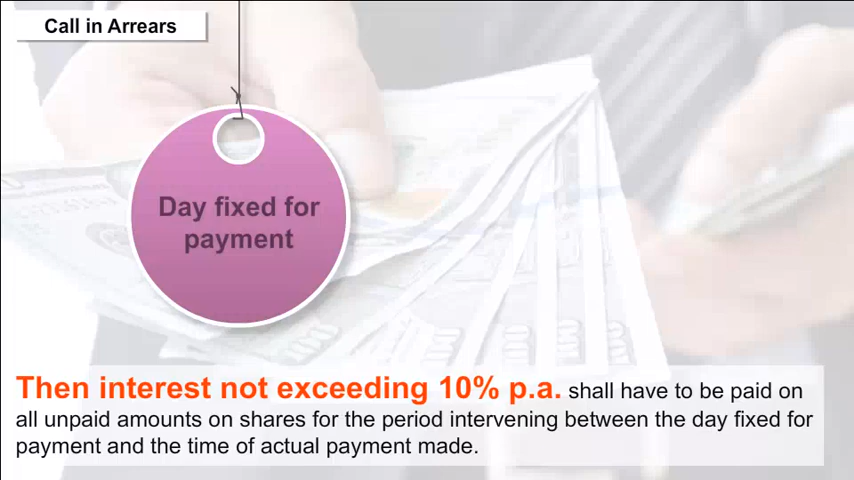 Call in Arrears
Day fixed for
payment
Then interest not exceeding 10% p.a. shall have to be paid on
all unpaid amounts on shares for the period intervening between the day fixed for
payment and the time of actual payment made.